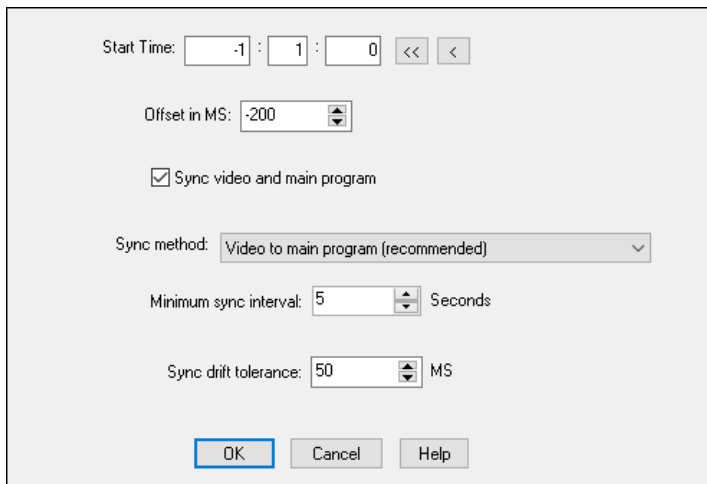 Start Time: -1 : 1 : 0 << <
Offset in MS: -200
Sync video and main program
Sync method: Video to main program (recommended)
Minimum sync interval: 5 Seconds
Sync drift tolerance: 50 MS
OK Cancel Help